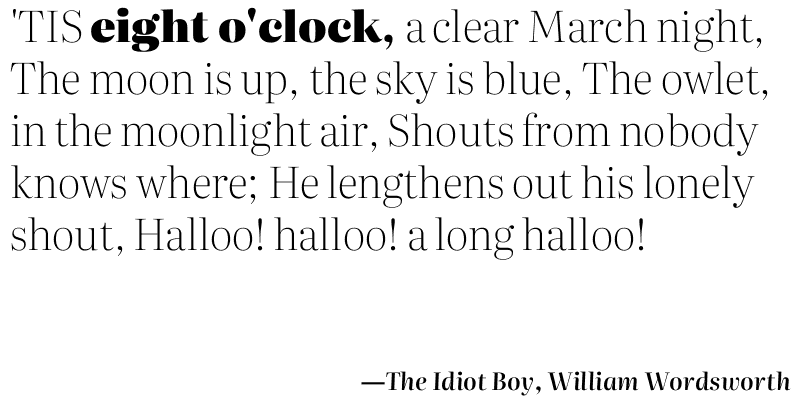 'TIS eight o'clock, a clear March night,
The moon is up, the sky is blue, The owlet,
in the moonlight air, Shouts from nobody
knows where; He lengthens out his lonely
shout, Halloo! halloo! a long halloo!
—The Idiot Boy, William Wordsworth